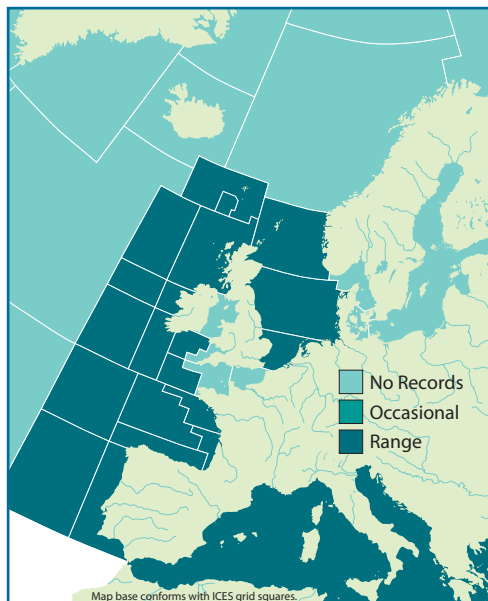 No Records
Occasional
Range
Map base conforms with ICES grid squares.